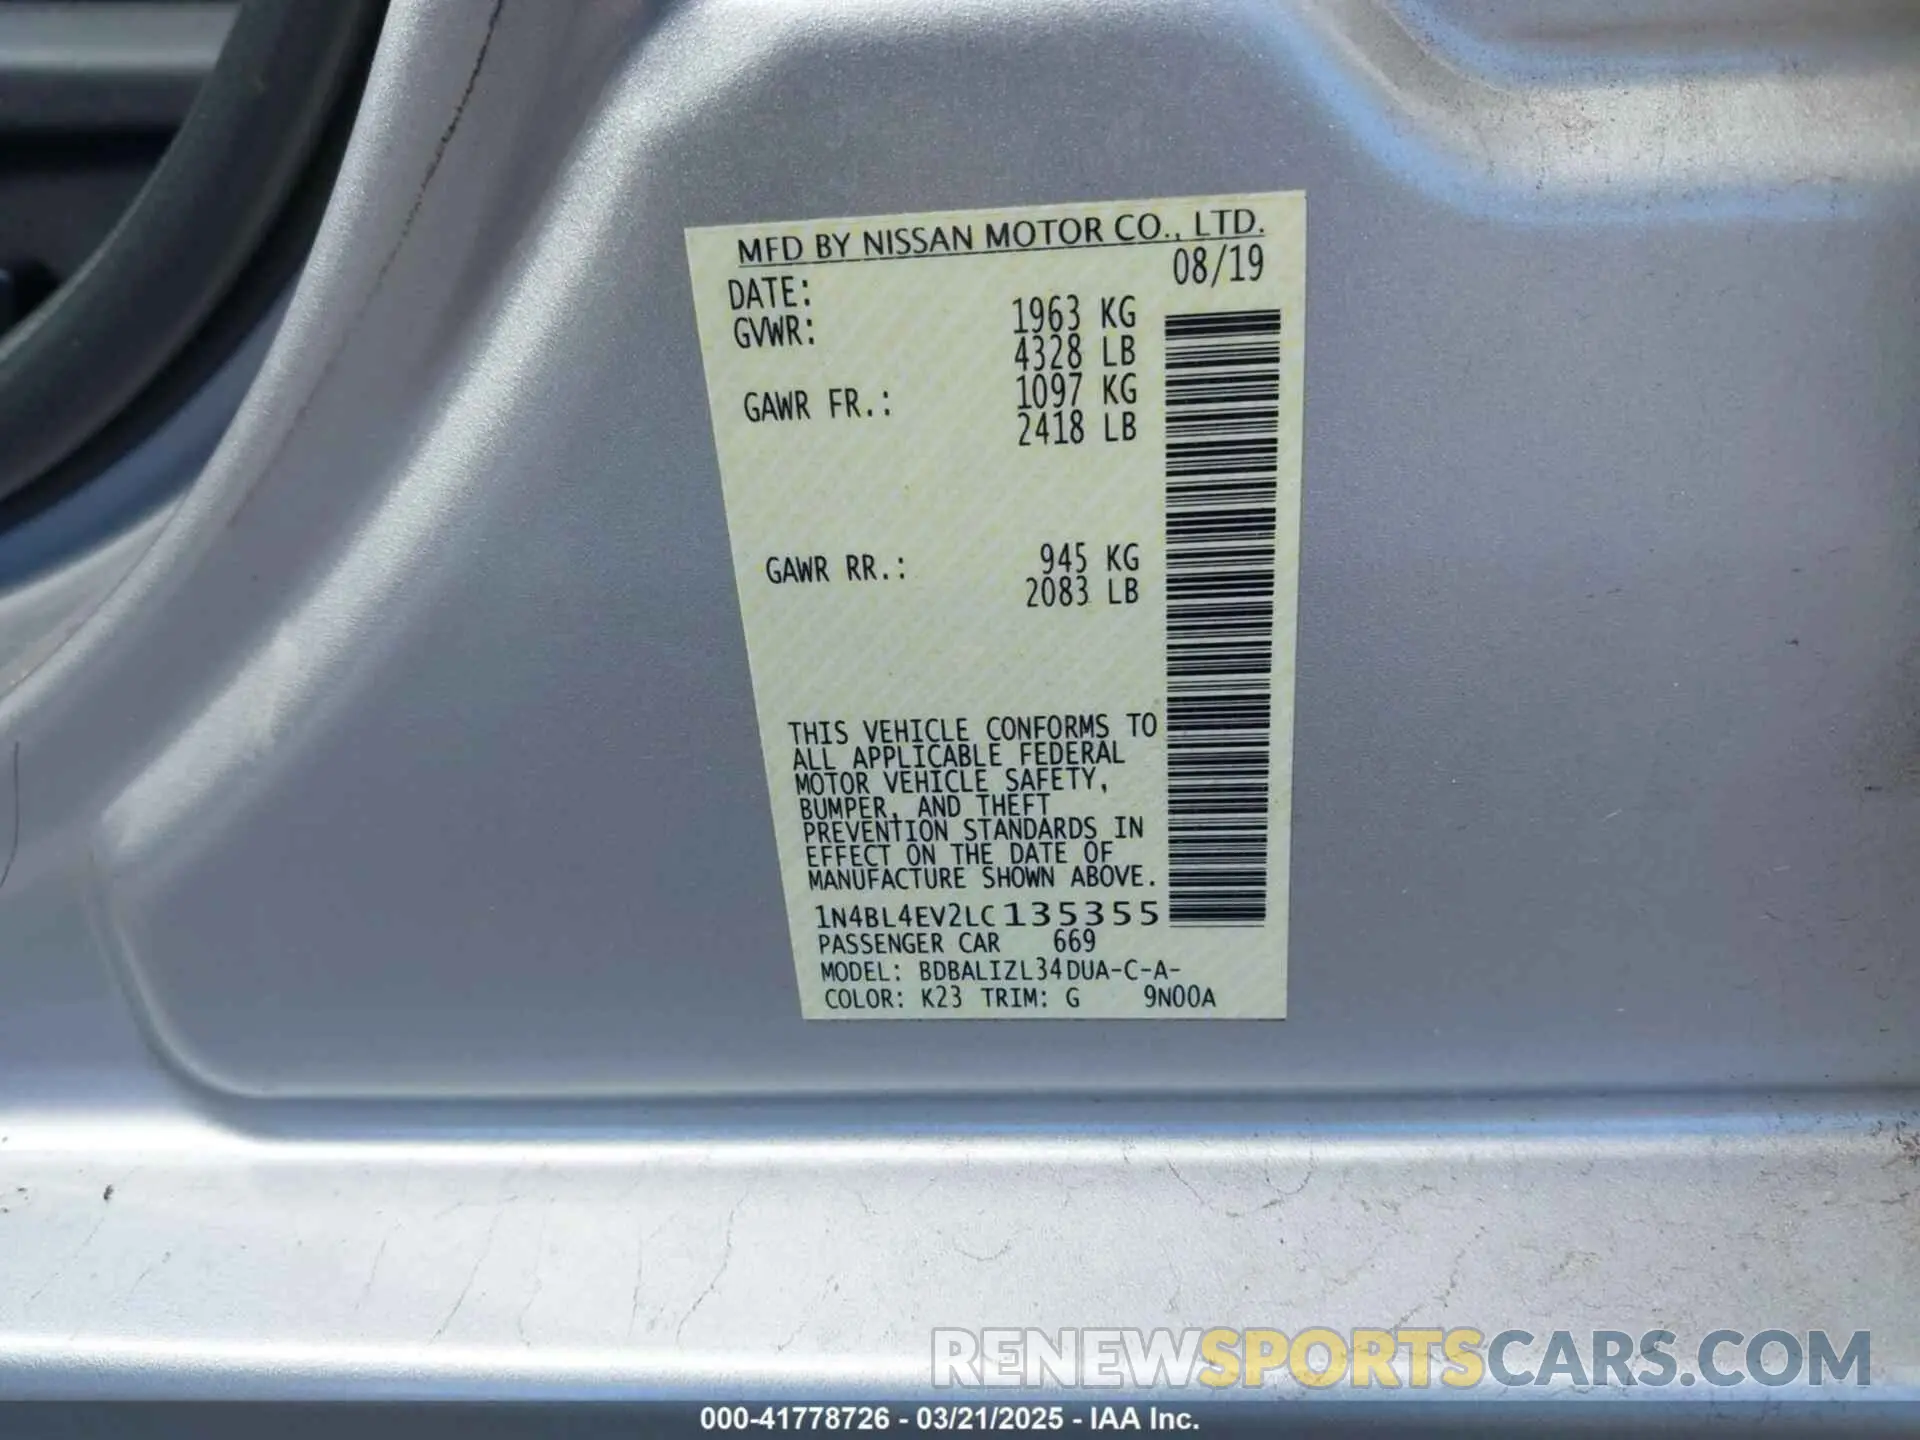 MFD BY NISSAN MOTOR CO., LTD.
DATE: 08/19
GVWR: 1963 KG
4328 LB
GAWR FR.: 1097 KG
2418 LB
GAWR RR.: 945 KG
2083 LB
THIS VEHICLE CONFORMS TO
ALL APPLICABLE FEDERAL
MOTOR VEHICLE SAFETY,
BUMPER, AND THEFT
PREVENTION STANDARDS IN
EFFECT ON THE DATE OF
MANUFACTURE SHOWN ABOVE.
1N4BL4EV2LC135355
PASSENGER CAR 669
MODEL: BDBALIZL34DUA-C-A-
COLOR: K23 TRIM: G 9N00A
RENEWSPORTSCARS.COM
000-41778726 - 03/21/2025 - IAA Inc.